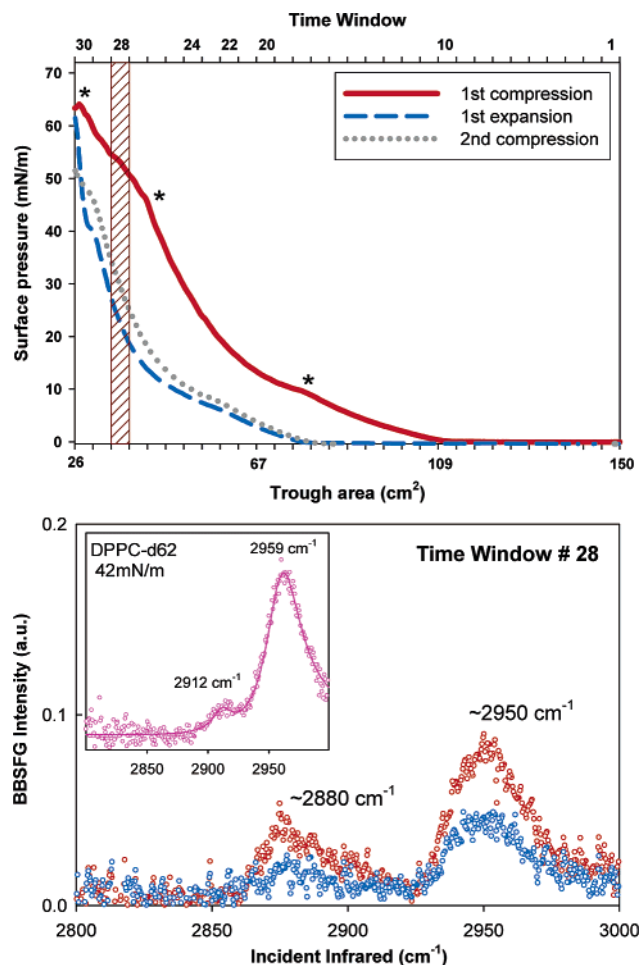 Time Window
30 28 24 22 20 10 1
70
60
50
40
30
20
10
0
Surface pressure (mN/m)
*
*
*
1st compression
1st expansion
2nd compression
26 67 109 150
Trough area (cm²)
0.2
0.1
0.0
BBSFG Intensity (a.u.)
DPPC-d62
42mN/m
2959 cm⁻¹
2912 cm⁻¹
2850 2900 2950
Time Window # 28
~2950 cm⁻¹
~2880 cm⁻¹
2800 2850 2900 2950 3000
Incident Infrared (cm⁻¹)